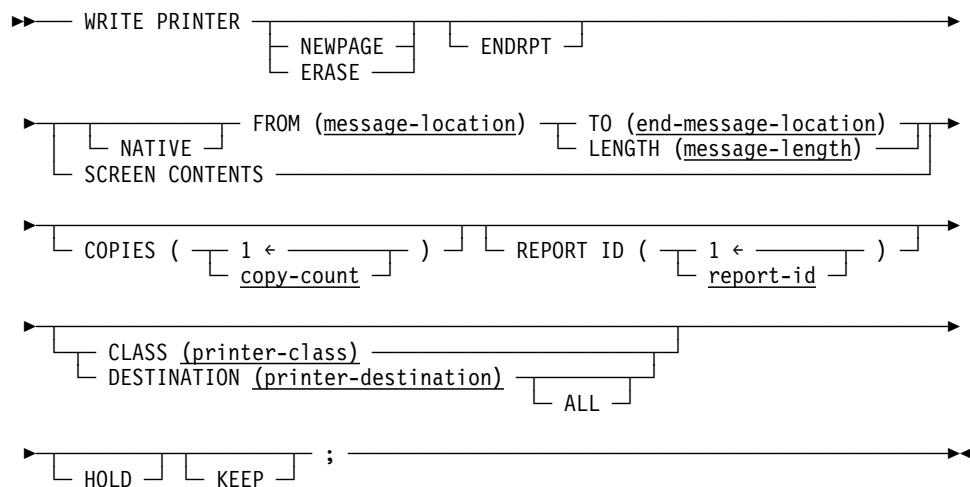 WRITE PRINTER
NEWPAGE
ERASE
ENDRPT
NATIVE
FROM (message-location)
TO (end-message-location)
LENGTH (message-length)
SCREEN CONTENTS
COPIES ( 1 ← )
copy-count
REPORT ID ( 1 ← )
report-id
CLASS (printer-class)
DESTINATION (printer-destination)
ALL
HOLD
KEEP
;